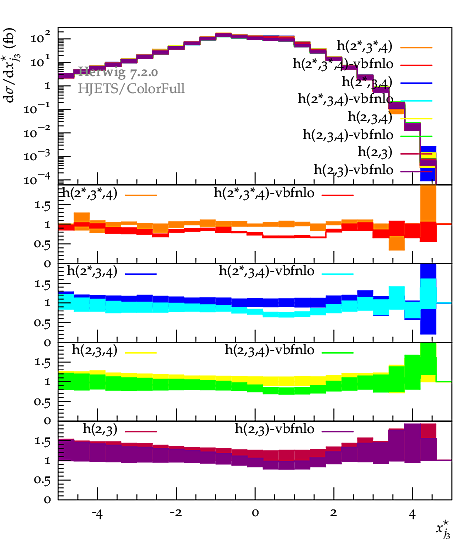 dσ/dx*j3 (fb)
10²
10¹
1
10⁻¹
10⁻²
10⁻³
10⁻⁴
Herwig 7.2.0
HJETS/ColorFull
h(2*,3*,4)
h(2*,3*,4)-vbfnlo
h(2*,3,4)
h(2*,3,4)-vbfnlo
h(2,3,4)
h(2,3,4)-vbfnlo
h(2,3)
h(2,3)-vbfnlo
h(2*,3*,4) h(2*,3*,4)-vbfnlo
1.5
1
0.5
0
h(2*,3,4) h(2*,3,4)-vbfnlo
1.5
1
0.5
0
h(2,3,4) h(2,3,4)-vbfnlo
1.5
1
0.5
0
h(2,3) h(2,3)-vbfnlo
1.5
1
0.5
0
-4 -2 0 2 4
x*j3